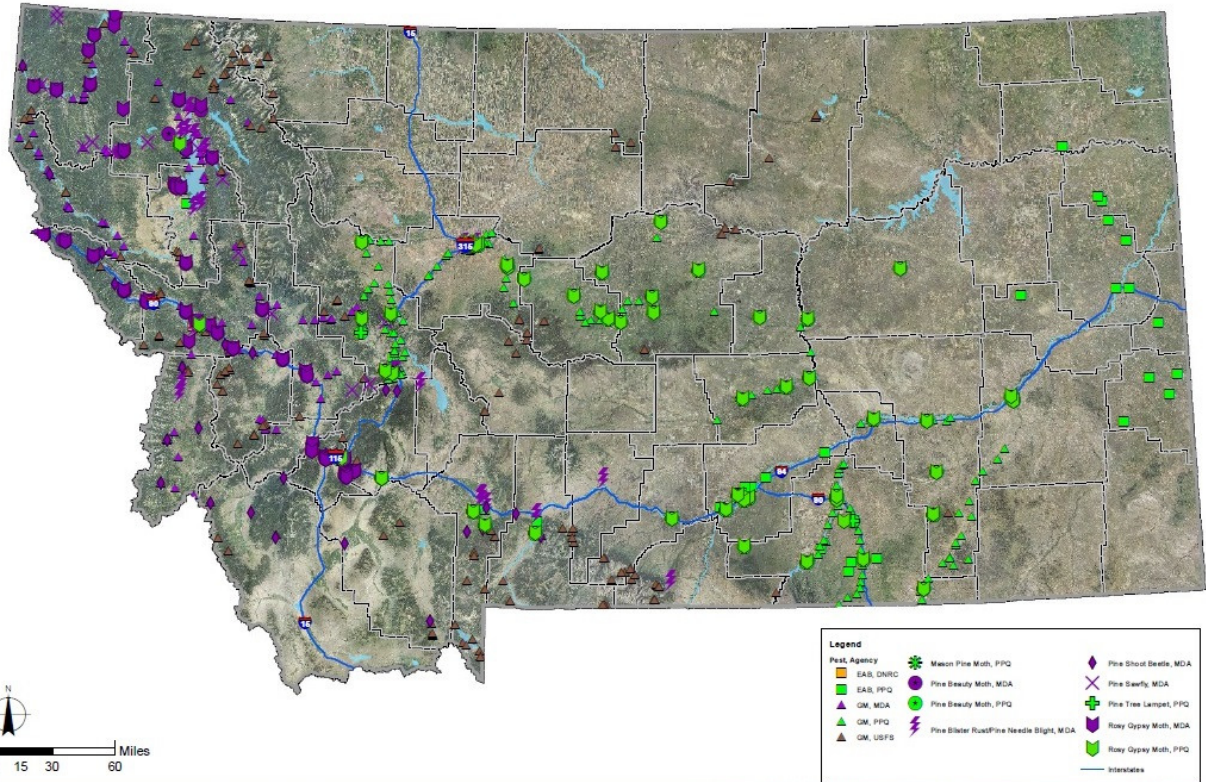 15
315
90
115
94
90
15
N
Miles
15 30 60
Legend
Pest, Agency
EAB, DNRC
EAB, PPQ
GM, MDA
GM, PPQ
GM, USFS
Mason Pine Moth, PPQ
Pine Beauty Moth, MDA
Pine Beauty Moth, PPQ
Pine Blister Rust/Pine Needle Blight, MDA
Pine Shoot Beetle, MDA
Pine Sawfly, MDA
Pine Tree Lampet, PPQ
Rosy Gypsy Moth, MDA
Rosy Gypsy Moth, PPQ
Interstates